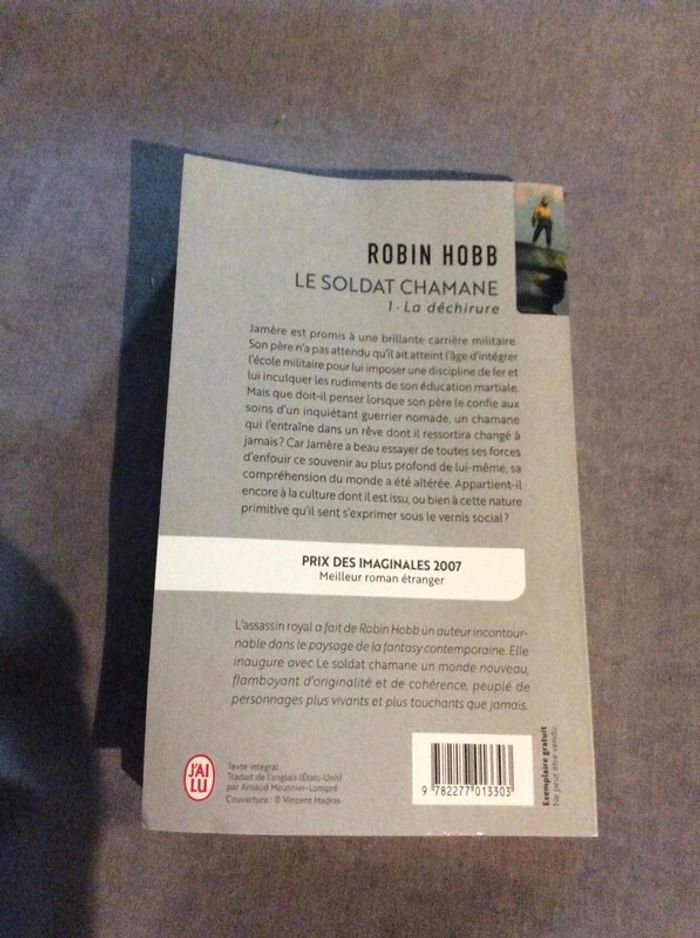 ROBIN HOBB
LE SOLDAT CHAMANE
1 · La déchirure
Jamère est promis à une brillante carrière militaire.
Son père n'a pas attendu qu'il ait atteint l'âge d'intégrer
l'école militaire pour lui imposer une discipline de fer et
lui inculquer les rudiments de son éducation martiale.
Mais que doit-il penser lorsque son père le confie aux
soins d'un inquiétant guerrier nomade, un chamane
qui l'entraîne dans un rêve dont il ressortira changé à
jamais ? Car Jamère a beau essayer de toutes ses forces
d'enfouir ce souvenir au plus profond de lui-même, sa
compréhension du monde a été altérée. Appartient-il
encore à la culture dont il est issu, ou bien à cette nature
primitive qu'il sent s'exprimer sous le vernis social ?
PRIX DES IMAGINALES 2007
Meilleur roman étranger
L'assassin royal a fait de Robin Hobb un auteur incontour-
nable dans le paysage de la fantasy contemporaine. Elle
inaugure avec Le soldat chamane un monde nouveau,
flamboyant d'originalité et de cohérence, peuplé de
personnages plus vivants et plus touchants que jamais.
J'AI
LU
Texte intégral
Traduit de l'anglais (États-Unis)
par Arnaud Mousnier-Lompré
Couverture : © Vincent Madras
9 782277 013303
Exemplaire gratuit
Ne peut être vendu